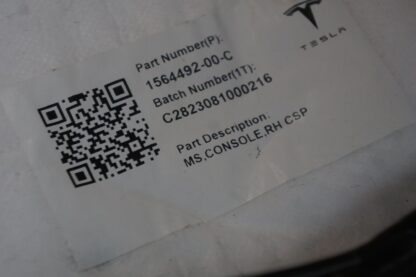 TESLA
Part Number(P):
1564492-00-C
Batch Number(1T):
C2823081000216
Part Description:
MS,CONSOLE,RH CSP